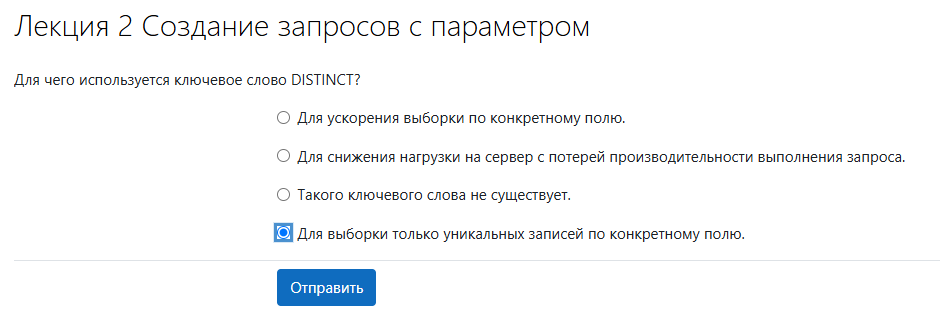 Лекция 2 Создание запросов с параметром
Для чего используется ключевое слово DISTINCT?
Для ускорения выборки по конкретному полю.
Для снижения нагрузки на сервер с потерей производительности выполнения запроса.
Такого ключевого слова не существует.
Для выборки только уникальных записей по конкретному полю.
Отправить